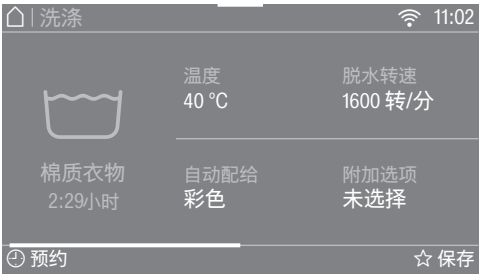 洗涤 11:02
温度 脱水转速
40 °C 1600 转/分
棉质衣物 自动配给 附加选项
2:29小时 彩色 未选择
预约 保存